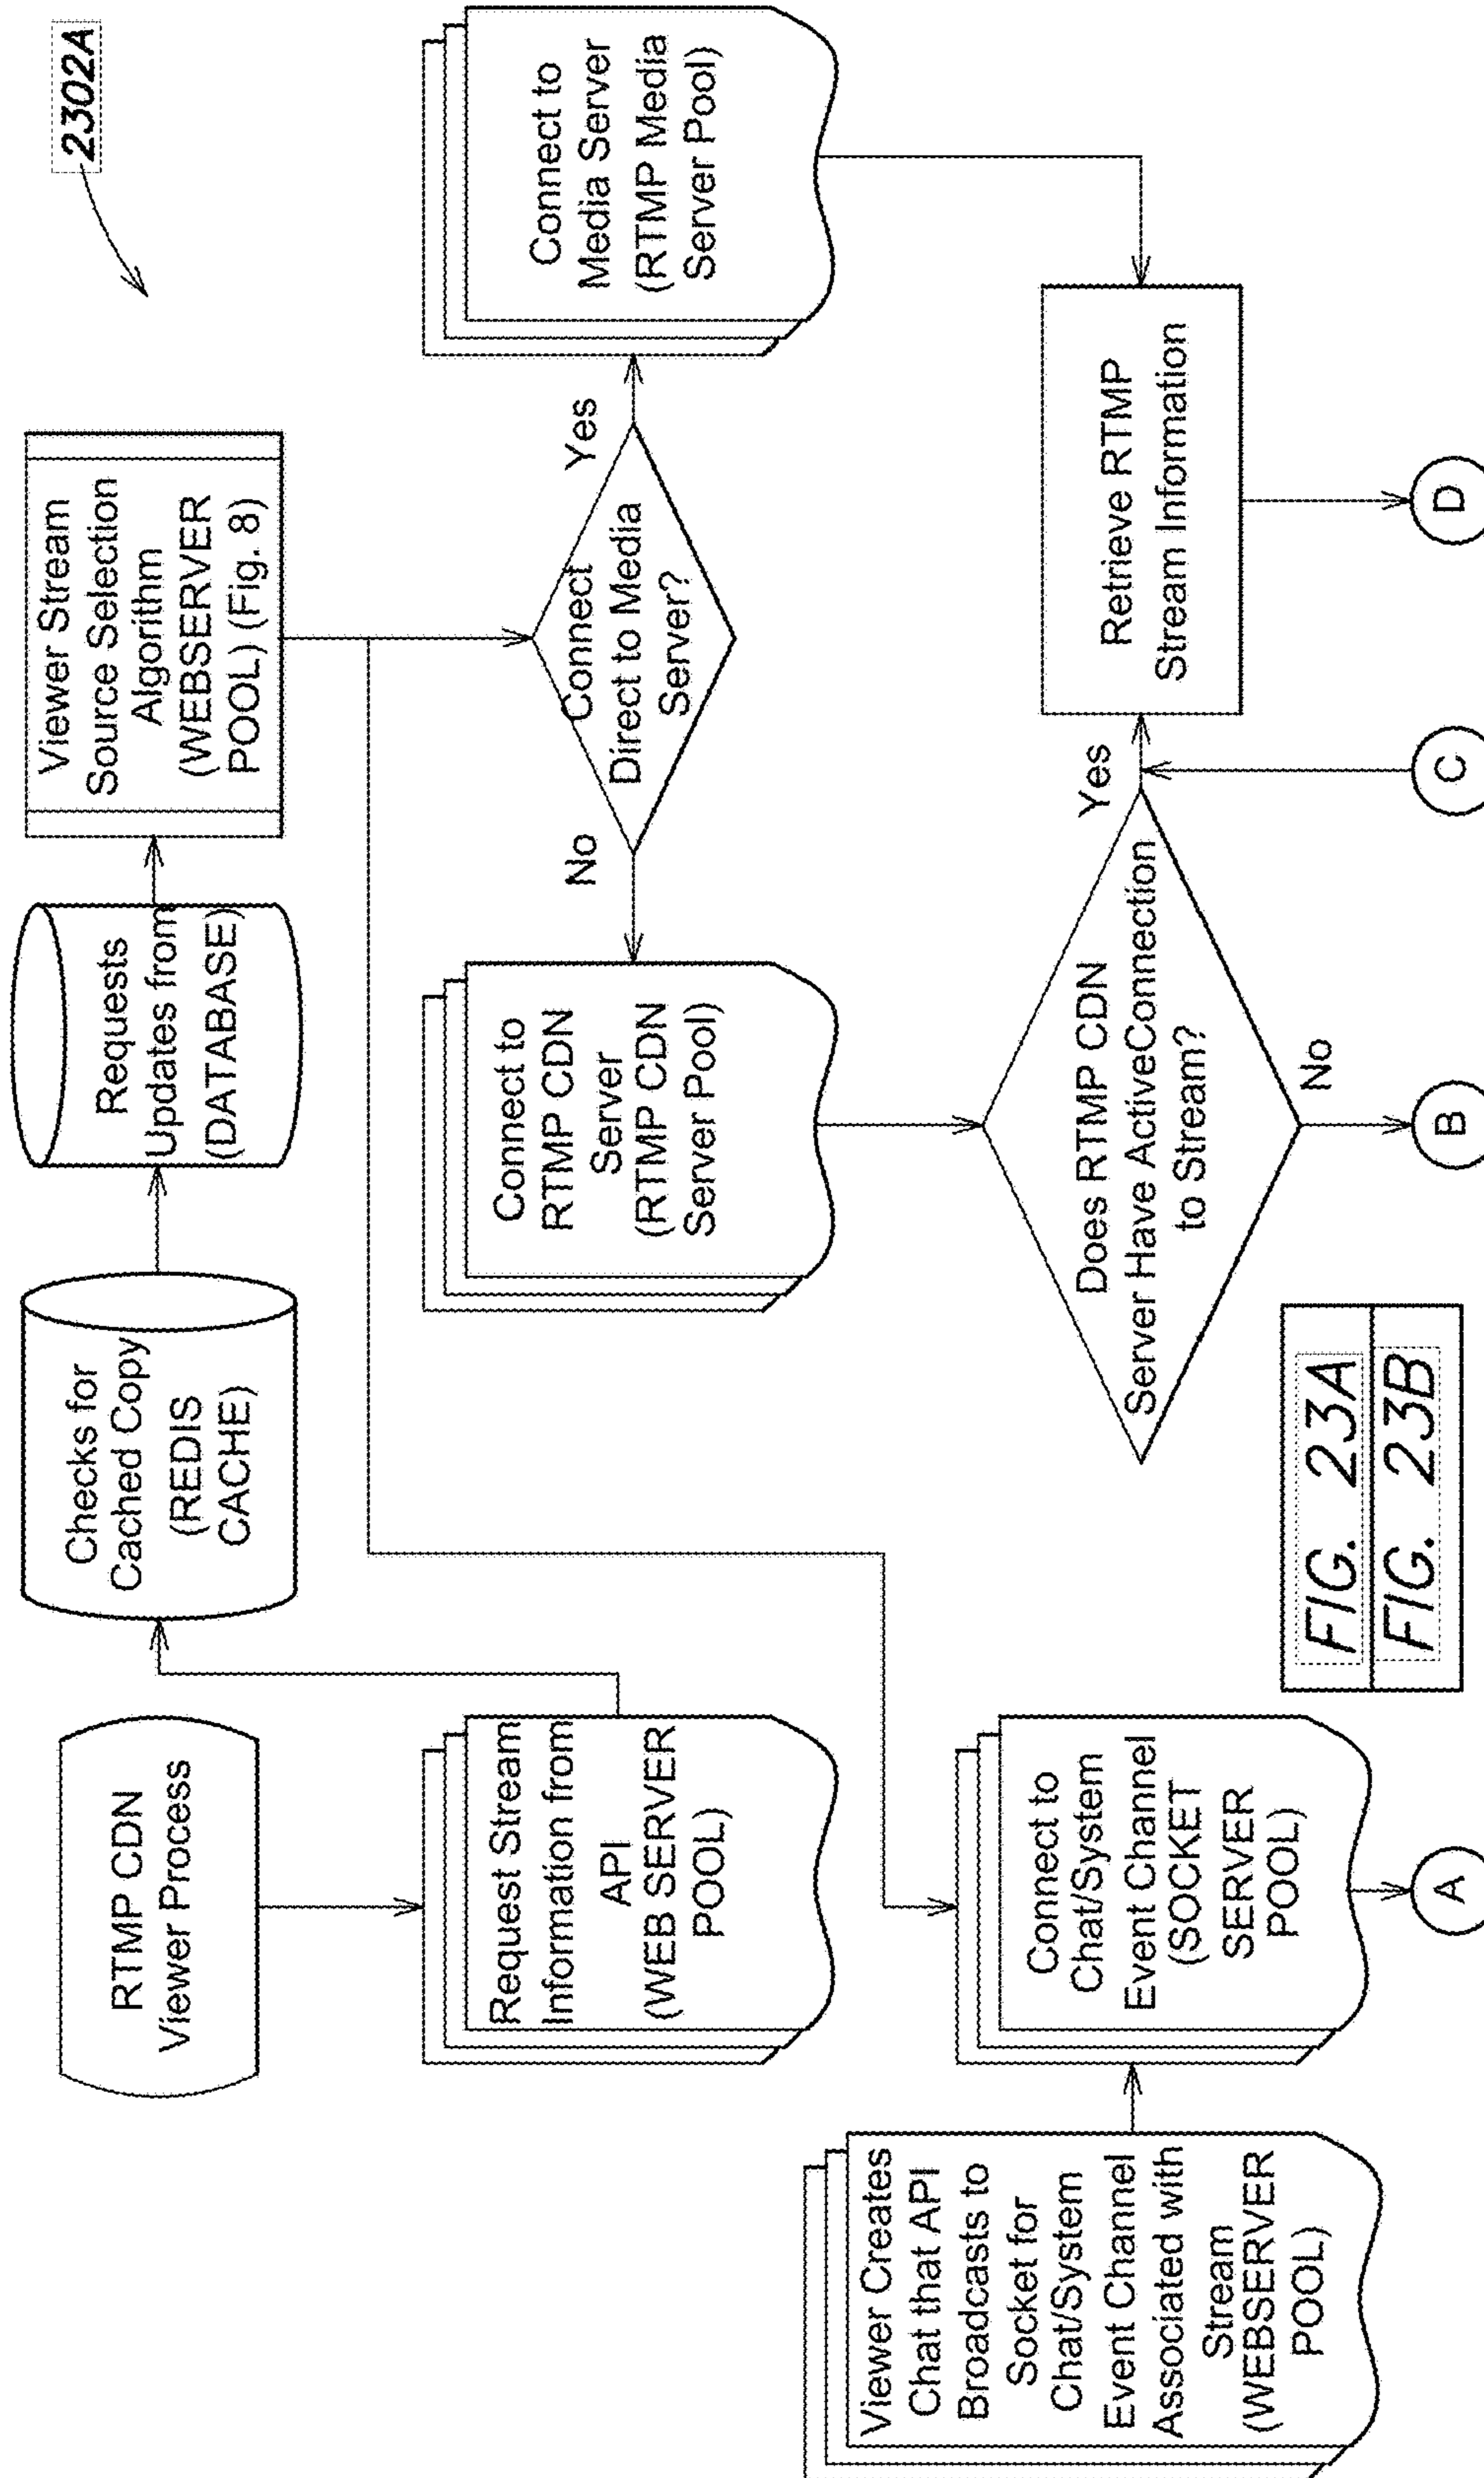 2302A
RTMP CDN
Viewer Process
Checks for
Cached Copy
(REDIS
CACHE)
Requests
Updates from
(DATABASE)
Viewer Stream
Source Selection
Algorithm
(WEBSERVER
POOL) (Fig. 8)
Request Stream
Information from
API
(WEB SERVER
POOL)
Connect to
RTMP CDN
Server
(RTMP CDN
Server Pool)
No
Connect
Direct to Media
Server?
Yes
Connect to
Media Server
(RTMP Media
Server Pool)
Viewer Creates
Chat that API
Broadcasts to
Socket for
Chat/System
Event Channel
Associated with
Stream
(WEBSERVER
POOL)
Connect to
Chat/System
Event Channel
(SOCKET
SERVER
POOL)
Does RTMP CDN
Server Have ActiveConnection
to Stream?
Yes
No
Retrieve RTMP
Stream Information
FIG. 23A
FIG. 23B
A
B
C
D